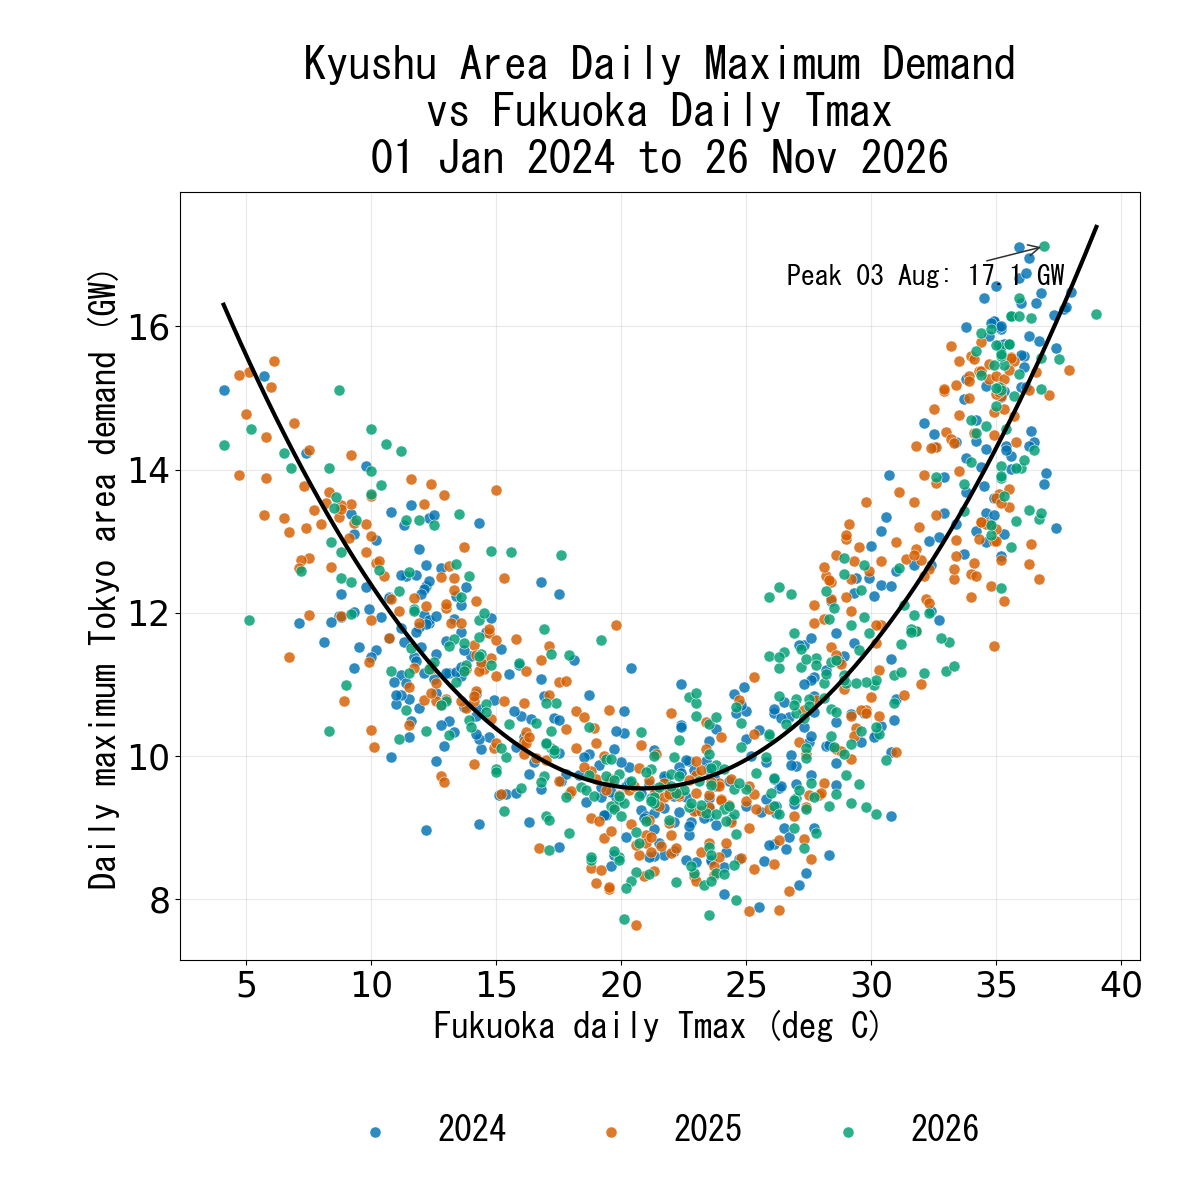 Kyushu Area Daily Maximum Demand
vs Fukuoka Daily Tmax
01 Jan 2024 to 26 Nov 2026
Peak 03 Aug: 17.1 GW
Daily maximum Tokyo area demand (GW)
16
14
12
10
8
5 10 15 20 25 30 35 40
Fukuoka daily Tmax (deg C)
2024 2025 2026